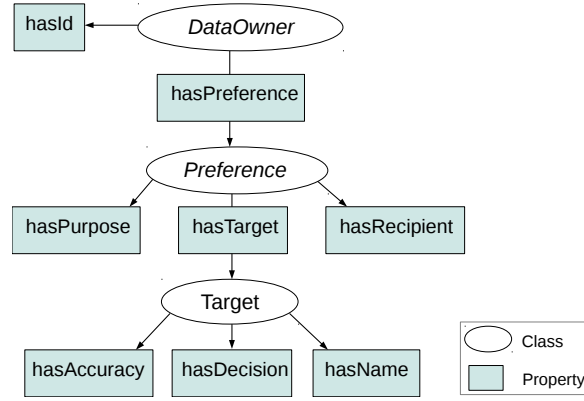 hasId
DataOwner
hasPreference
Preference
hasPurpose
hasTarget
hasRecipient
Target
hasAccuracy
hasDecision
hasName
Class
Property